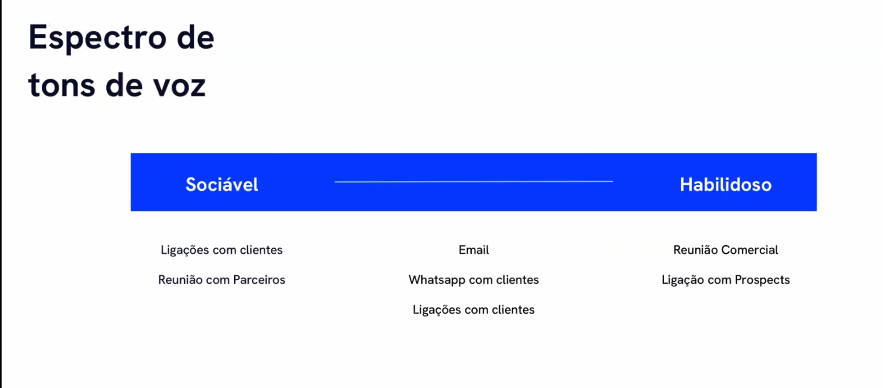 Espectro de
tons de voz
Sociável
Habilidoso
Ligações com clientes
Email
Reunião Comercial
Reunião com Parceiros
Whatsapp com clientes
Ligação com Prospects
Ligações com clientes